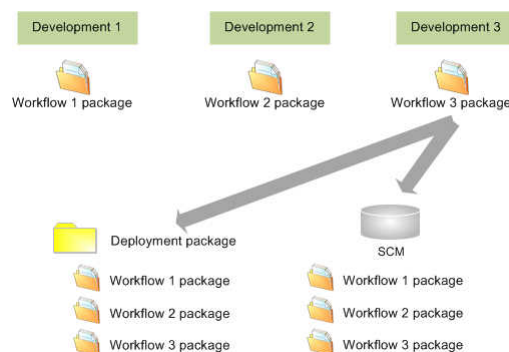 Development 1
Development 2
Development 3
Workflow 1 package
Workflow 2 package
Workflow 3 package
Deployment package
SCM
Workflow 1 package
Workflow 1 package
Workflow 2 package
Workflow 2 package
Workflow 3 package
Workflow 3 package